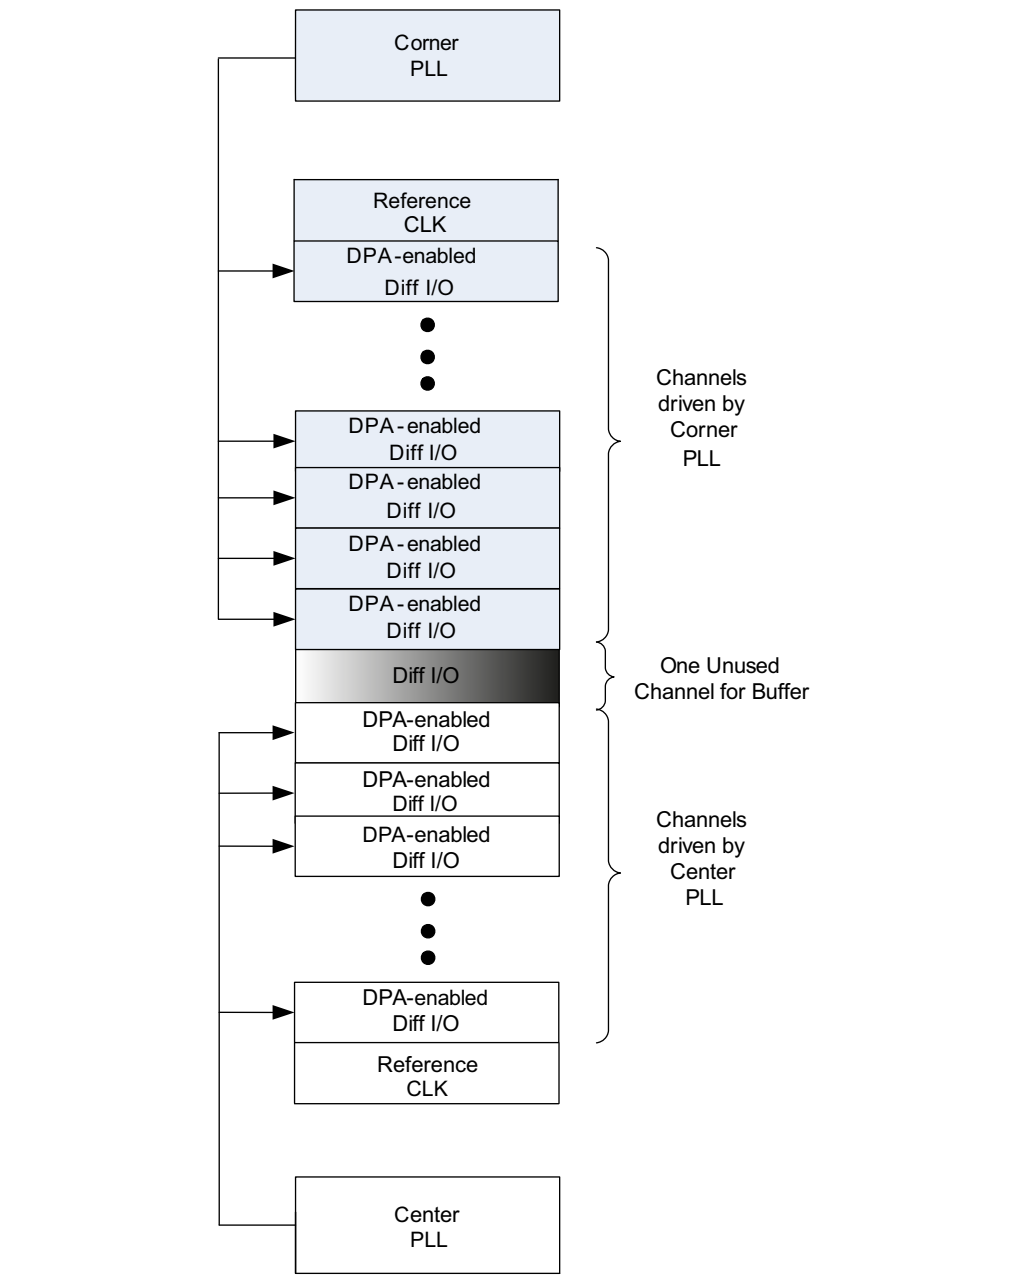 Corner
PLL
Reference
CLK
DPA-enabled
Diff I/O
DPA-enabled
Diff I/O
DPA-enabled
Diff I/O
DPA-enabled
Diff I/O
DPA-enabled
Diff I/O
Channels
driven by
Corner
PLL
Diff I/O
One Unused
Channel for Buffer
DPA-enabled
Diff I/O
DPA-enabled
Diff I/O
DPA-enabled
Diff I/O
Channels
driven by
Center
PLL
DPA-enabled
Diff I/O
Reference
CLK
Center
PLL